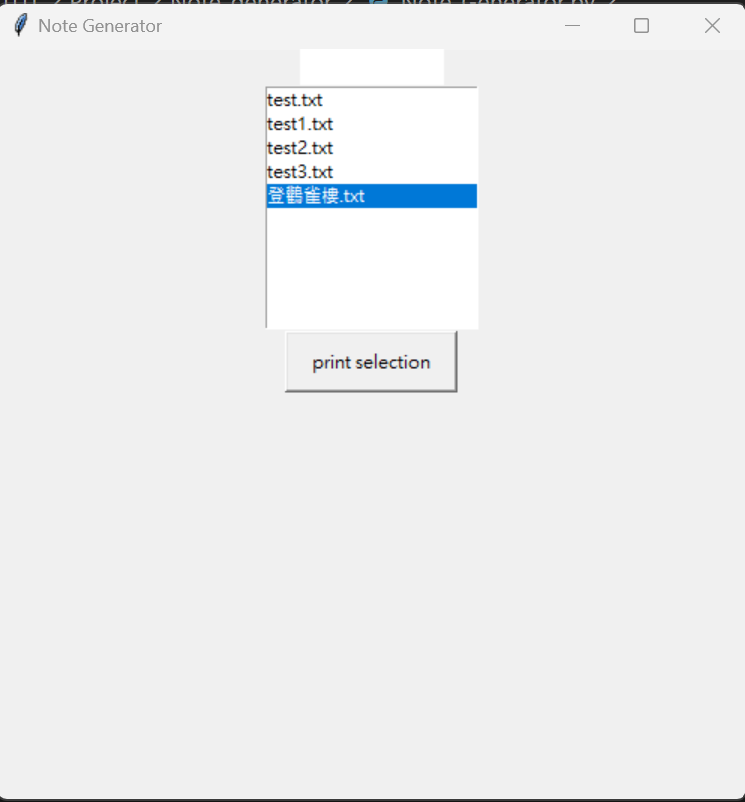 Note Generator
test.txt
test1.txt
test2.txt
test3.txt
登鸛雀樓.txt
print selection